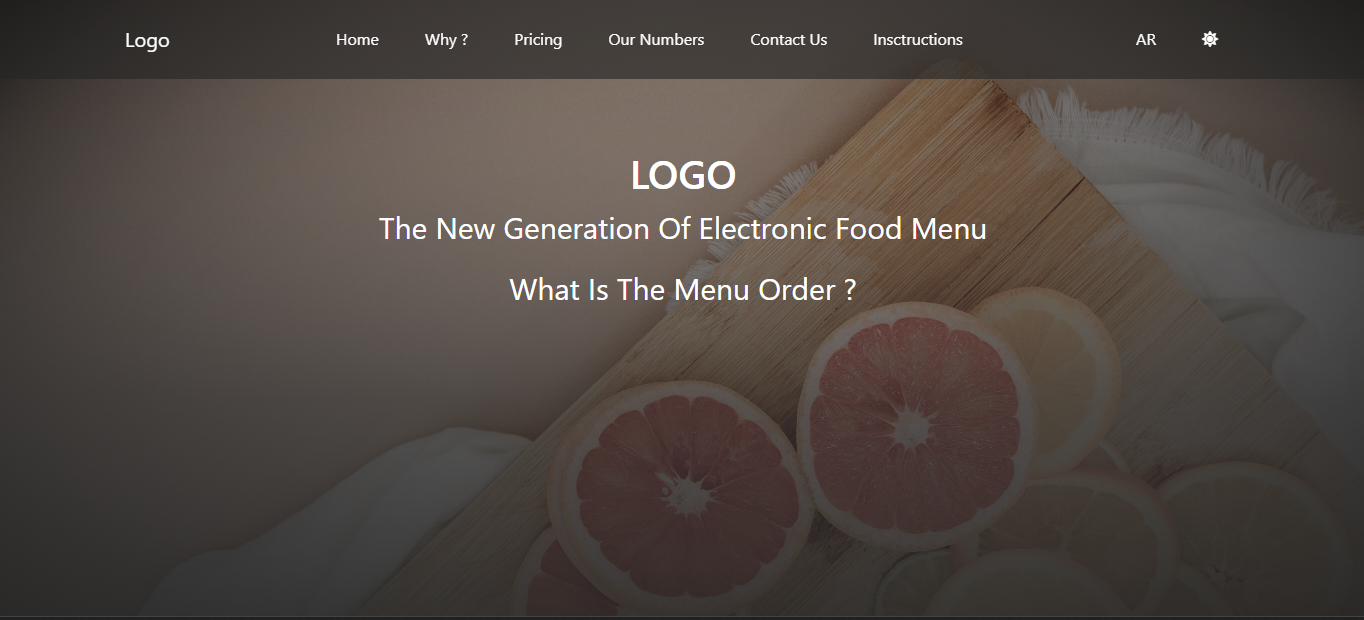 Logo Home Why ? Pricing Our Numbers Contact Us Insctructions AR
LOGO
The New Generation Of Electronic Food Menu
What Is The Menu Order ?